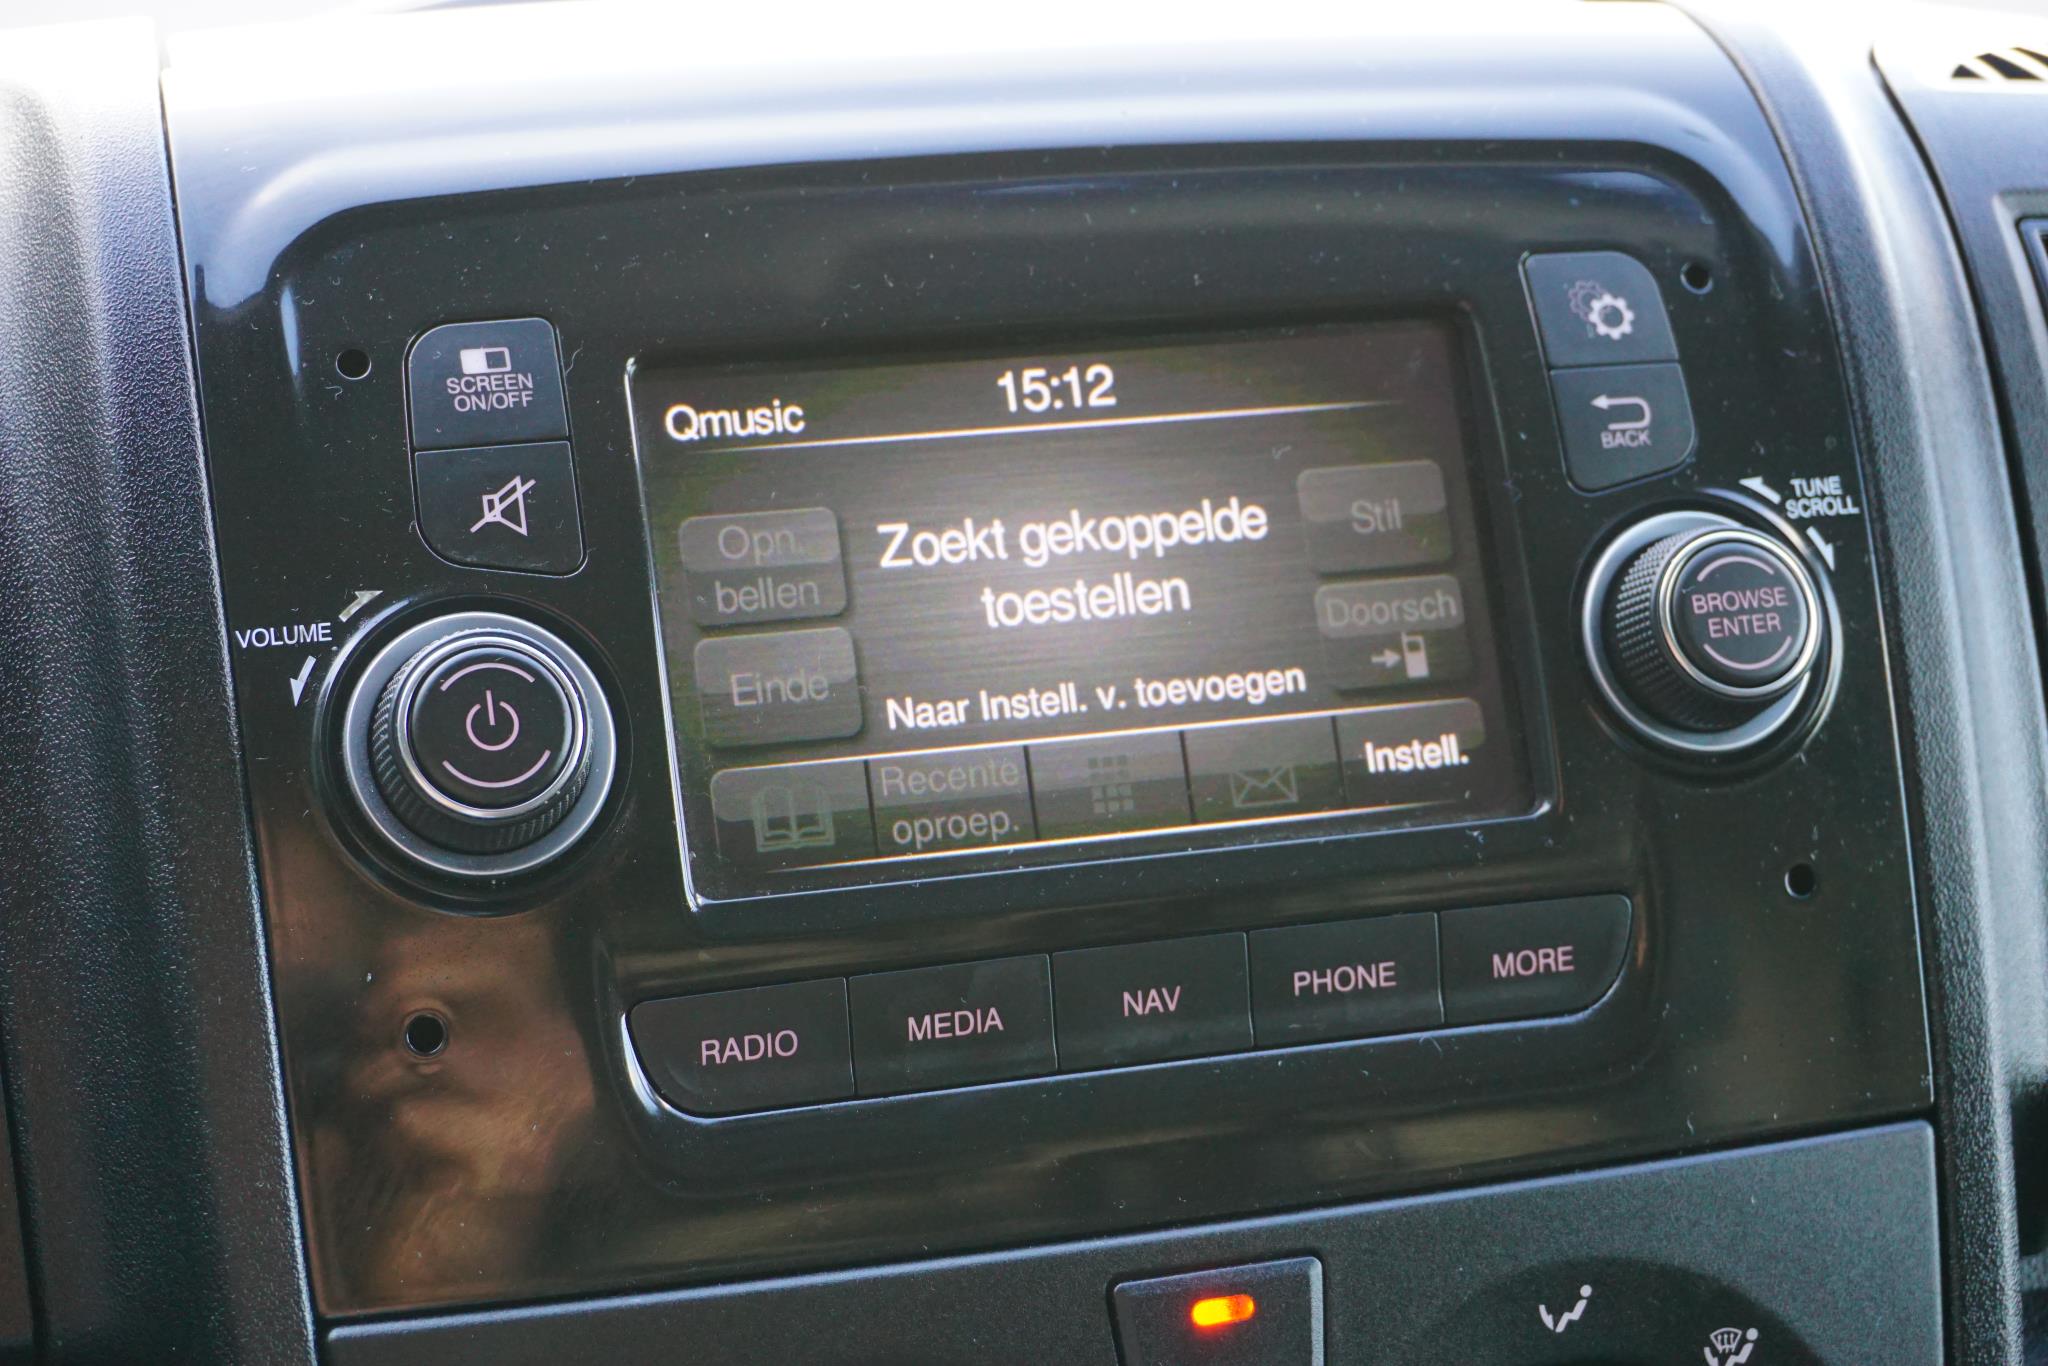 SCREEN
ON/OFF
VOLUME
Qmusic
15:12
Opn.
bellen
Zoekt gekoppelde
toestellen
Stil
Doorsch
Einde
Naar Instell. v. toevoegen
Recente
oproep.
Instell.
BACK
TUNE
SCROLL
BROWSE
ENTER
RADIO
MEDIA
NAV
PHONE
MORE